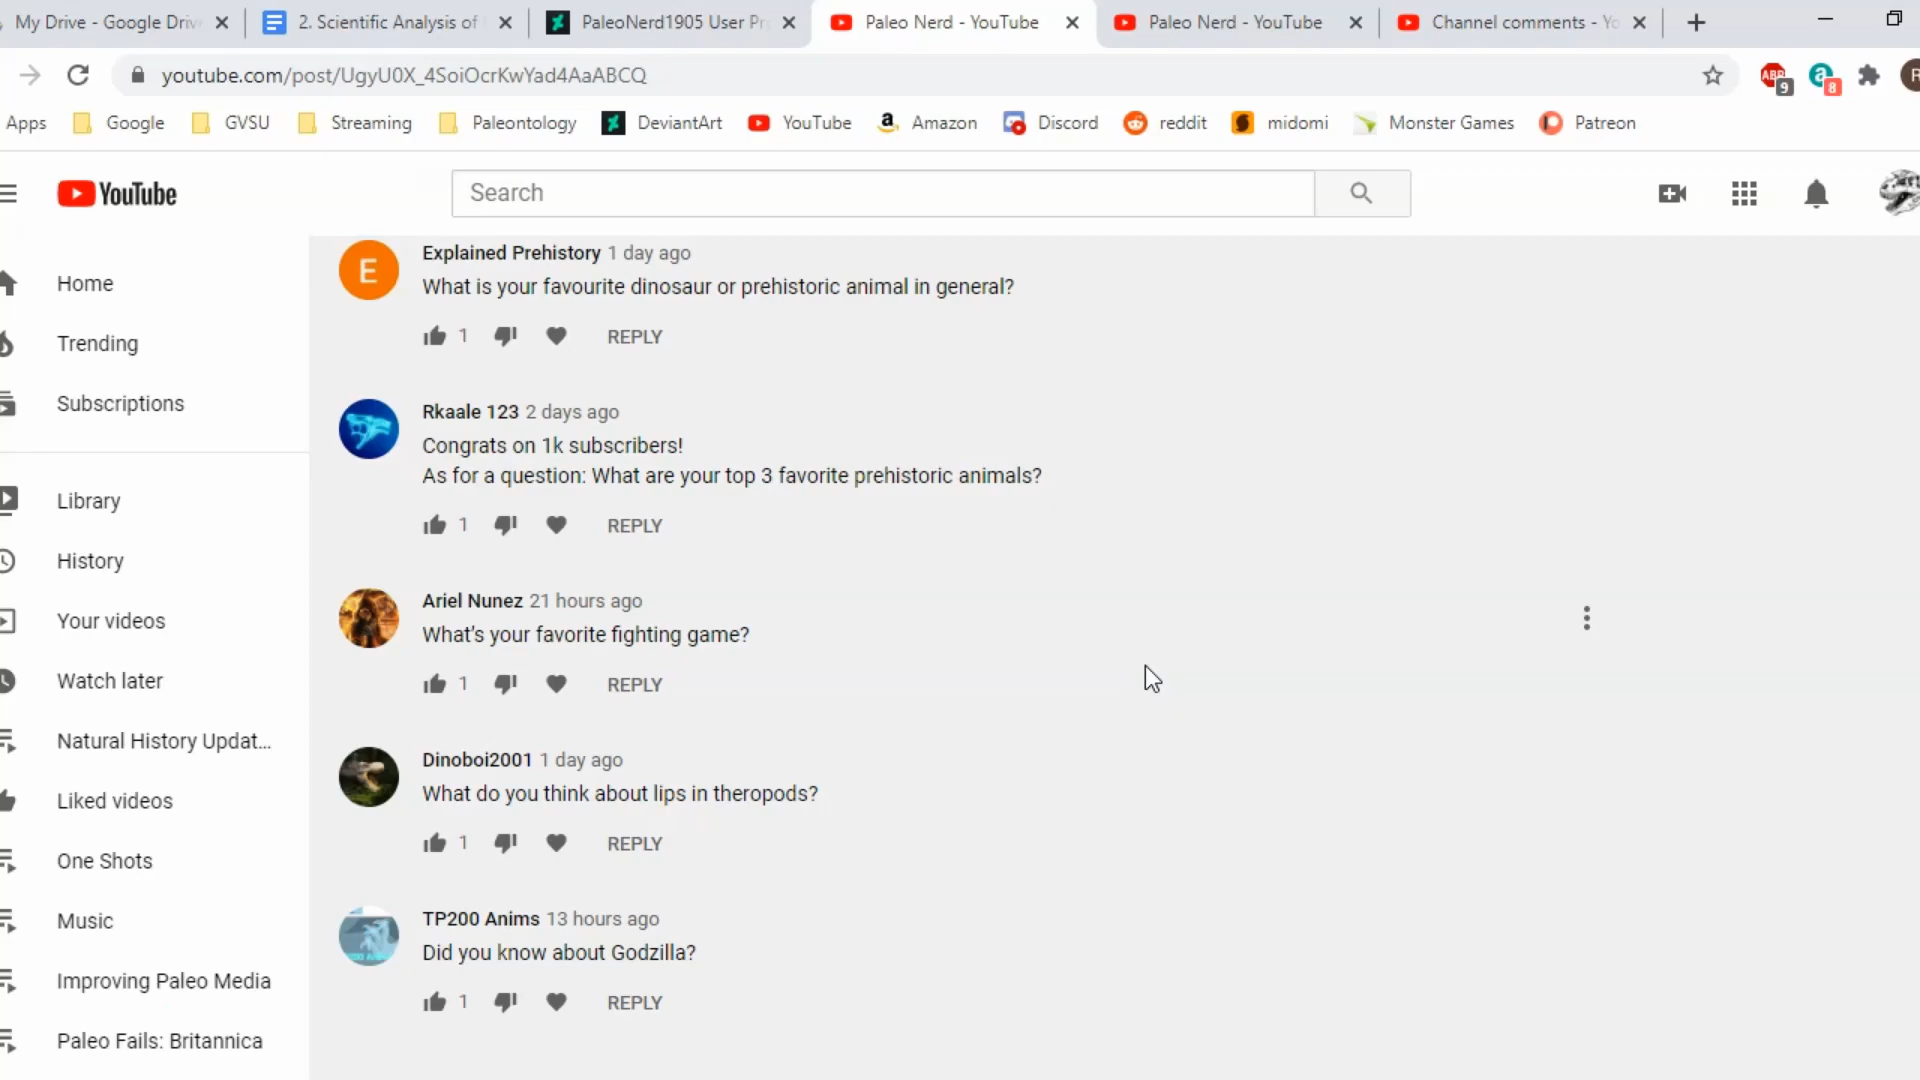 My Drive - Google Driv
2. Scientific Analysis of
PaleoNerd1905 User Pr
Paleo Nerd - YouTube
Paleo Nerd - YouTube
Channel comments - Yo
youtube.com/post/UgyU0X_4SoiOcrKwYad4AaABCQ
ABP
9
a
8
R
Apps
Google
GVSU
Streaming
Paleontology
DeviantArt
YouTube
Amazon
Discord
reddit
midomi
Monster Games
Patreon
YouTube
Search
Home
Trending
Subscriptions
Library
History
Your videos
Watch later
Natural History Updat...
Liked videos
One Shots
Music
Improving Paleo Media
Paleo Fails: Britannica
E
Explained Prehistory 1 day ago
What is your favourite dinosaur or prehistoric animal in general?
1 REPLY
Rkaale 123 2 days ago
Congrats on 1k subscribers!
As for a question: What are your top 3 favorite prehistoric animals?
1 REPLY
Ariel Nunez 21 hours ago
What's your favorite fighting game?
1 REPLY
Dinoboi2001 1 day ago
What do you think about lips in theropods?
1 REPLY
TP200 Anims 13 hours ago
Did you know about Godzilla?
1 REPLY